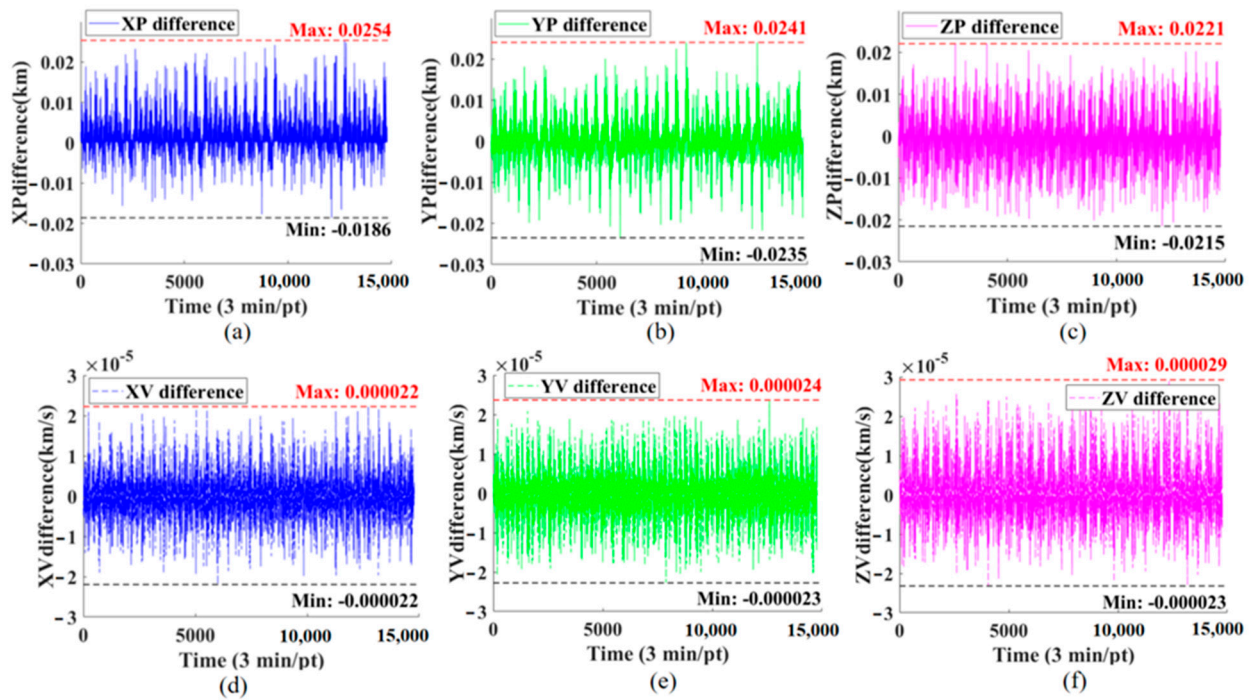 XP difference
Max: 0.0254
XPdifference(km)
0.02
0.01
0
−0.01
−0.02
−0.03
Min: -0.0186
0
5000
10,000
15,000
Time (3 min/pt)
(a)
YP difference
Max: 0.0241
YPdifference(km)
0.02
0.01
0
−0.01
−0.02
−0.03
Min: -0.0235
0
5000
10,000
15,000
Time (3 min/pt)
(b)
ZP difference
Max: 0.0221
ZPdifference(km)
0.02
0.01
0
−0.01
−0.02
−0.03
Min: -0.0215
0
5000
10,000
15,000
Time (3 min/pt)
(c)
×10⁻⁵
XV difference
Max: 0.000022
XVdifference(km/s)
3
2
1
0
−1
−2
−3
Min: -0.000022
0
5000
10,000
15,000
Time (3 min/pt)
(d)
×10⁻⁵
YV difference
Max: 0.000024
YVdifference(km/s)
3
2
1
0
−1
−2
−3
Min: -0.000023
0
5000
10,000
15,000
Time (3 min/pt)
(e)
×10⁻⁵
Max: 0.000029
ZV difference
ZVdifference(km/s)
3
2
1
0
−1
−2
−3
Min: -0.000023
0
5000
10,000
15,000
Time (3 min/pt)
(f)